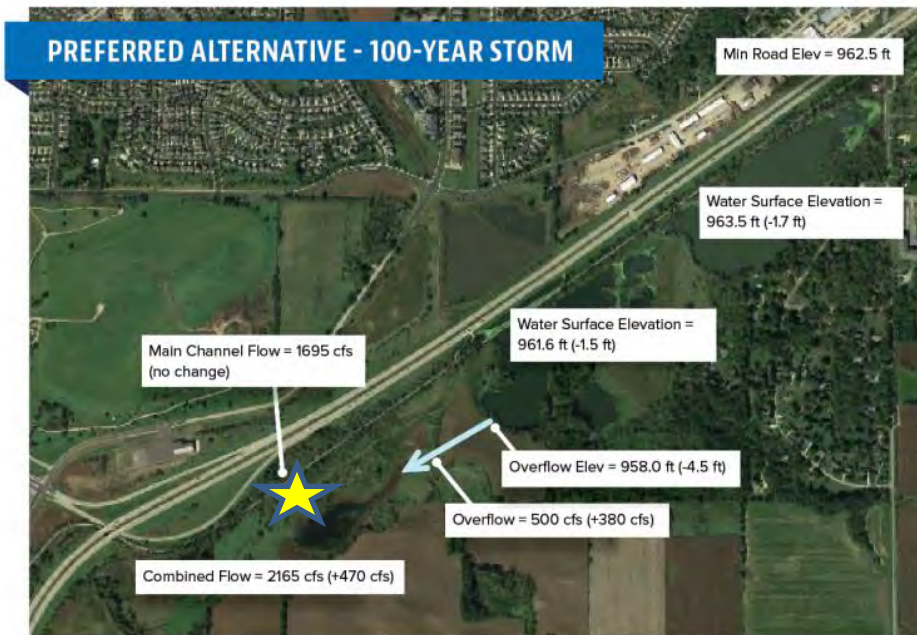 PREFERRED ALTERNATIVE - 100-YEAR STORM
Min Road Elev = 962.5 ft
Water Surface Elevation =
963.5 ft (-1.7 ft)
Water Surface Elevation =
961.6 ft (-1.5 ft)
Main Channel Flow = 1695 cfs
(no change)
Overflow Elev = 958.0 ft (-4.5 ft)
Overflow = 500 cfs (+380 cfs)
Combined Flow = 2165 cfs (+470 cfs)